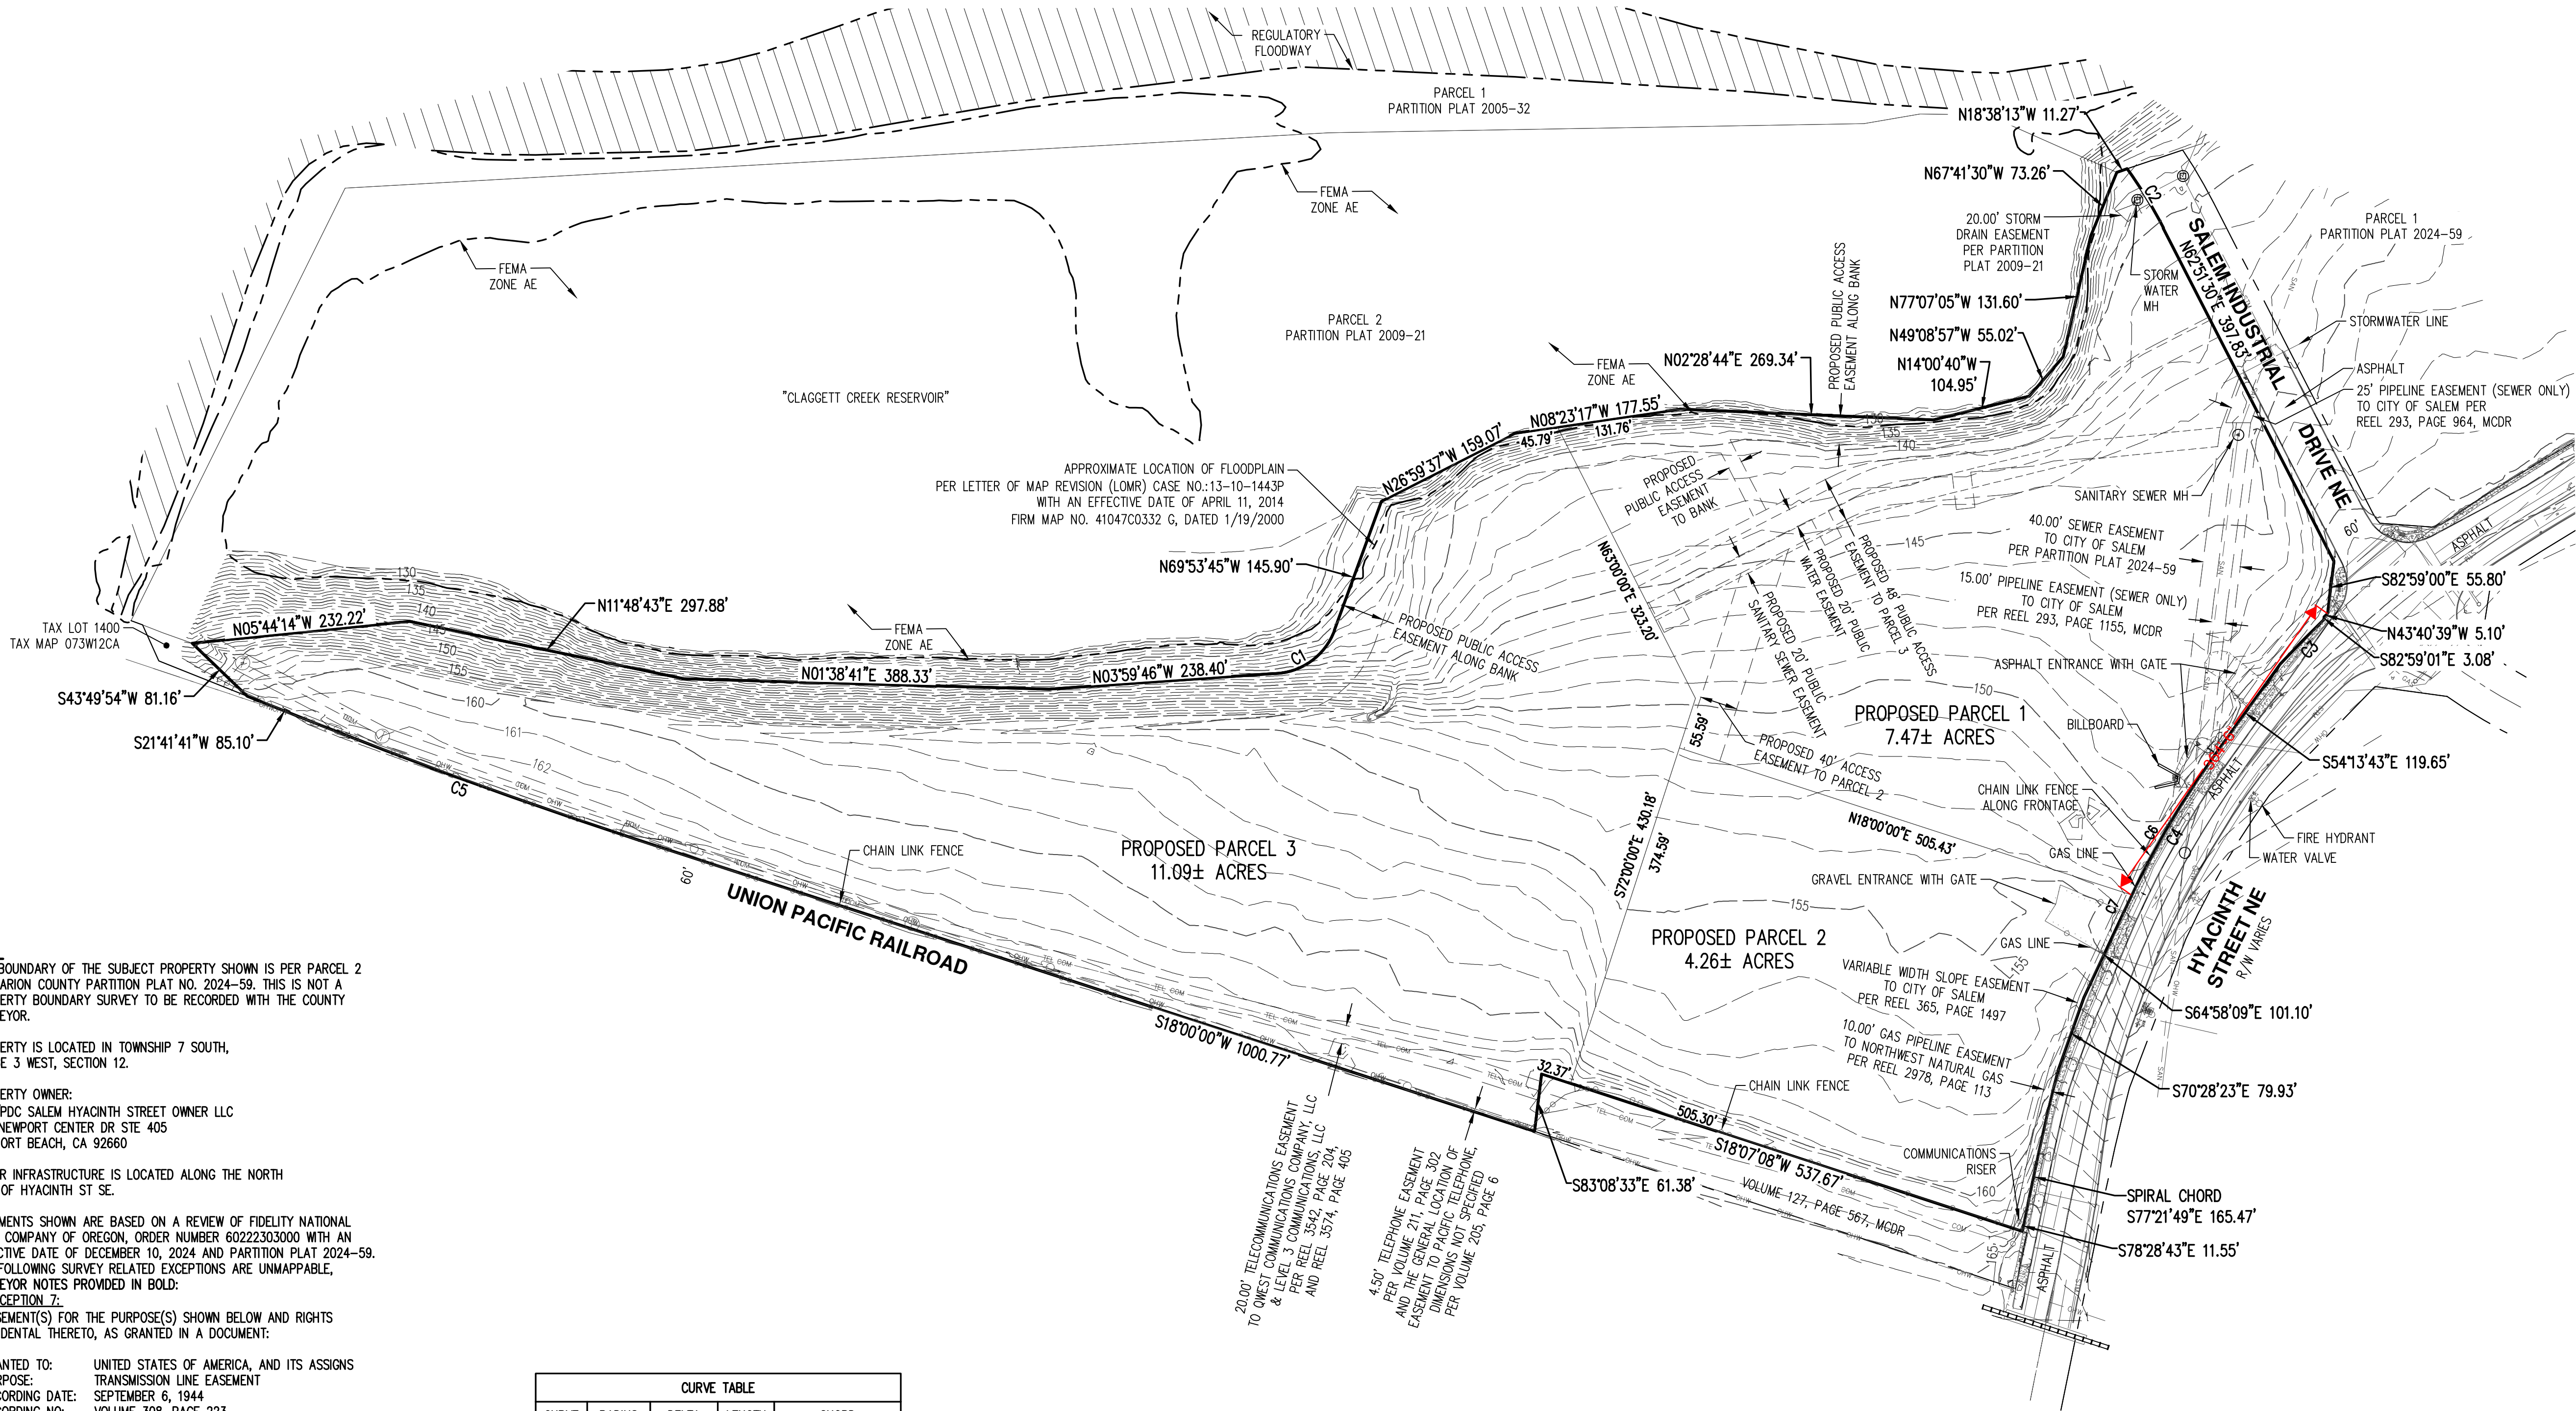 REGULATORY
FLOODWAY
PARCEL 1
PARTITION PLAT 2005-32
N18°38'13"W 11.27'
N67°41'30"W 73.26'
C2
20.00' STORM
DRAIN EASEMENT
PER PARTITION
PLAT 2009-21
STORM
WATER
MH
SALEM INDUSTRIAL
DRIVE NE
N62°51'30"E 397.83'
PARCEL 1
PARTITION PLAT 2024-59
STORMWATER LINE
ASPHALT
25' PIPELINE EASEMENT (SEWER ONLY)
TO CITY OF SALEM PER
REEL 293, PAGE 964, MCDR
FEMA
ZONE AE
FEMA
ZONE AE
PARCEL 2
PARTITION PLAT 2009-21
"CLAGGETT CREEK RESERVOIR"
FEMA
ZONE AE
N02°28'44"E 269.34'
PROPOSED PUBLIC ACCESS
EASEMENT ALONG BANK
N77°07'05"W 131.60'
N49°08'57"W 55.02'
N14°00'40"W
104.95'
N08°23'17"W 177.55'
45.79'
131.76'
130
135
140
N26°59'37"W 159.07'
APPROXIMATE LOCATION OF FLOODPLAIN
PER LETTER OF MAP REVISION (LOMR) CASE NO.:13-10-1443P
WITH AN EFFECTIVE DATE OF APRIL 11, 2014
FIRM MAP NO. 41047C0332 G, DATED 1/19/2000
N69°53'45"W 145.90'
PROPOSED
PUBLIC ACCESS
EASEMENT
TO BANK
PROPOSED 48' PUBLIC ACCESS
EASEMENT TO PARCEL 3
PROPOSED 20' PUBLIC
WATER EASEMENT
PROPOSED 20' PUBLIC
SANITARY SEWER EASEMENT
N63°00'00"E 323.20'
145
SANITARY SEWER MH
40.00' SEWER EASEMENT
TO CITY OF SALEM
PER PARTITION PLAT 2024-59
15.00' PIPELINE EASEMENT (SEWER ONLY)
TO CITY OF SALEM
PER REEL 293, PAGE 1155, MCDR
60'
ASPHALT
S82°59'00"E 55.80'
N43°40'39"W 5.10'
S82°59'01"E 3.08'
C3
ASPHALT ENTRANCE WITH GATE
BILLBOARD
S54°13'43"E 119.65'
ASPHALT
TAX LOT 1400
TAX MAP 073W12CA
130
135
140
145
150
155
N05°44'14"W 232.22'
N11°48'43"E 297.88'
FEMA
ZONE AE
N01°38'41"E 388.33'
N03°59'46"W 238.40'
C1
PROPOSED PUBLIC ACCESS
EASEMENT ALONG BANK
S43°49'54"W 81.16'
S21°41'41"W 85.10'
160
161
162
C5
150
PROPOSED PARCEL 1
7.47± ACRES
55.59'
PROPOSED 40' ACCESS
EASEMENT TO PARCEL 2
N18°00'00"E 505.43'
CHAIN LINK FENCE
ALONG FRONTAGE
C6
C4
FIRE HYDRANT
WATER VALVE
GAS LINE
GRAVEL ENTRANCE WITH GATE
C7
HYACINTH
STREET NE
R/W VARIES
S72°00'00"E 430.18'
374.59'
PROPOSED PARCEL 3
11.09± ACRES
CHAIN LINK FENCE
60'
UNION PACIFIC RAILROAD
155
PROPOSED PARCEL 2
4.26± ACRES
GAS LINE
155
VARIABLE WIDTH SLOPE EASEMENT
TO CITY OF SALEM
PER REEL 365, PAGE 1497
S64°58'09"E 101.10'
10.00' GAS PIPELINE EASEMENT
TO NORTHWEST NATURAL GAS
PER REEL 2978, PAGE 113
S70°28'23"E 79.93'
S18°00'00"W 1000.77'
32.37'
505.30'
CHAIN LINK FENCE
S18°07'08"W 537.67'
S83°08'33"E 61.38'
VOLUME 127, PAGE 567, MCDR
COMMUNICATIONS
RISER
160
165
SPIRAL CHORD
S77°21'49"E 165.47'
S78°28'43"E 11.55'
ASPHALT
20.00' TELECOMMUNICATIONS EASEMENT
TO QWEST COMMUNICATIONS COMPANY, LLC
& LEVEL 3 COMMUNICATIONS, LLC
PER REEL 3542, PAGE 204,
AND REEL 3574, PAGE 405
4.50' TELEPHONE EASEMENT
PER VOLUME 211, PAGE 302
AND THE GENERAL LOCATION OF
EASEMENT TO PACIFIC TELEPHONE,
DIMENSIONS NOT SPECIFIED
PER VOLUME 205, PAGE 6
BOUNDARY OF THE SUBJECT PROPERTY SHOWN IS PER PARCEL 2
ARION COUNTY PARTITION PLAT NO. 2024-59. THIS IS NOT A
ERTY BOUNDARY SURVEY TO BE RECORDED WITH THE COUNTY
EYOR.
ERTY IS LOCATED IN TOWNSHIP 7 SOUTH,
E 3 WEST, SECTION 12.
ERTY OWNER:
PDC SALEM HYACINTH STREET OWNER LLC
NEWPORT CENTER DR STE 405
ORT BEACH, CA 92660
R INFRASTRUCTURE IS LOCATED ALONG THE NORTH
OF HYACINTH ST SE.
MENTS SHOWN ARE BASED ON A REVIEW OF FIDELITY NATIONAL
COMPANY OF OREGON, ORDER NUMBER 60222303000 WITH AN
CTIVE DATE OF DECEMBER 10, 2024 AND PARTITION PLAT 2024-59.
FOLLOWING SURVEY RELATED EXCEPTIONS ARE UNMAPPABLE,
EYOR NOTES PROVIDED IN BOLD:
CEPTION 7:
SEMENT(S) FOR THE PURPOSE(S) SHOWN BELOW AND RIGHTS
DENTAL THERETO, AS GRANTED IN A DOCUMENT:
ANTED TO: UNITED STATES OF AMERICA, AND ITS ASSIGNS
RPOSE: TRANSMISSION LINE EASEMENT
CORDING DATE: SEPTEMBER 6, 1944
CORDING NO: VOLUME 308, PAGE 223
CURVE TABLE